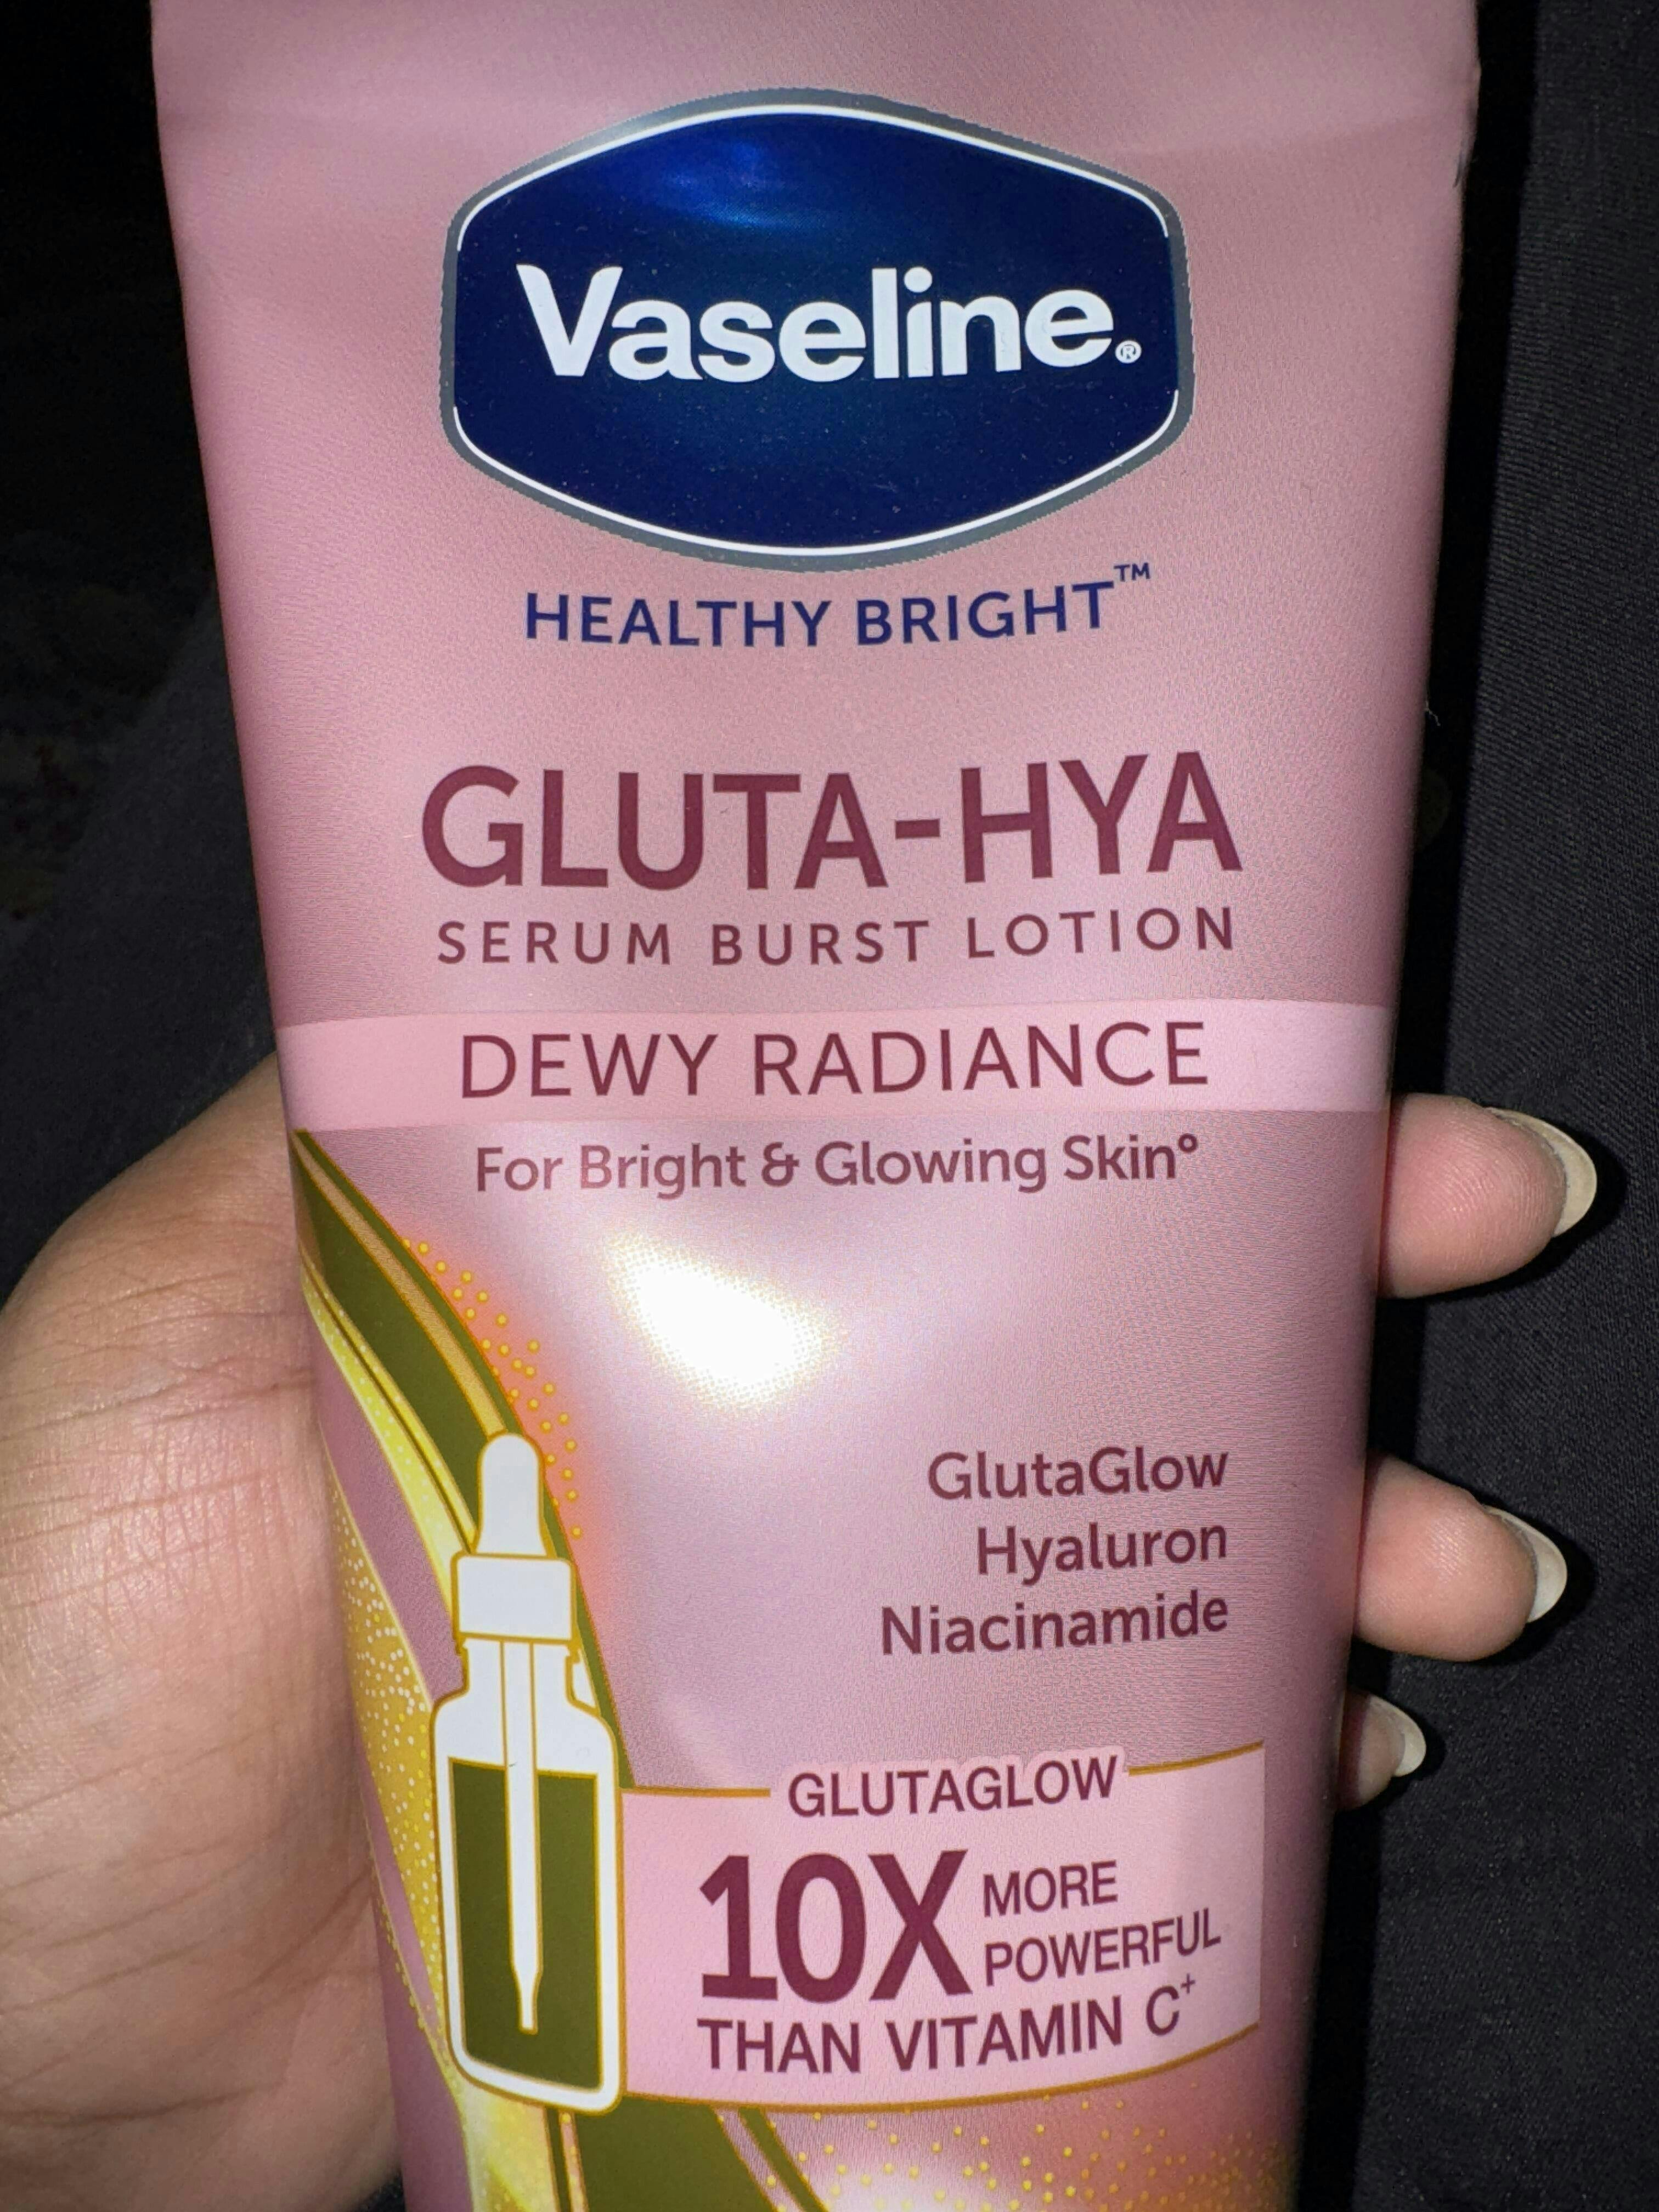 Vaseline.®
HEALTHY BRIGHT™
GLUTA-HYA
SERUM BURST LOTION
DEWY RADIANCE
For Bright & Glowing Skin°
GlutaGlow
Hyaluron
Niacinamide
GLUTAGLOW
10X MORE
POWERFUL
THAN VITAMIN C⁺